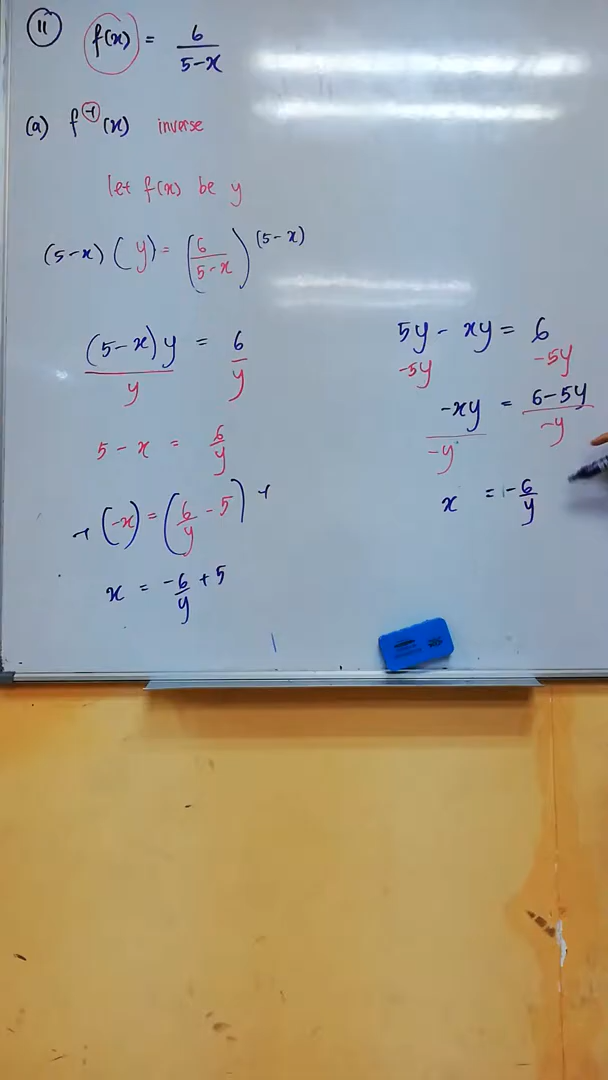 11 f(x) = 6/(5-x)
(a) f⁻¹(x) inverse
let f(x) be y
(5-x)(y) = (6/(5-x))(5-x)
(5-x)y/y = 6/y
5 - x = 6/y
-1(-x) = (6/y - 5)-1
x = -6/y + 5
5y - xy = 6
-5y -5y
-xy/-y = 6-5y/-y
x = -6/y